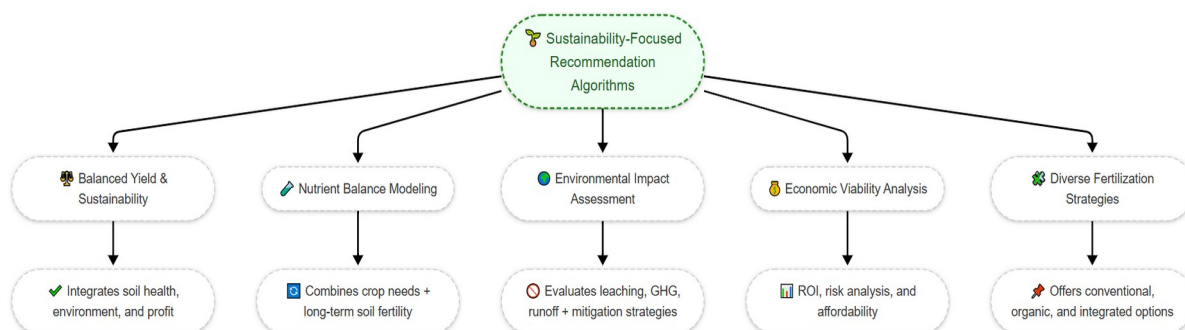 Sustainability-Focused
Recommendation
Algorithms
Balanced Yield &
Sustainability
Nutrient Balance Modeling
Environmental Impact
Assessment
Economic Viability Analysis
Diverse Fertilization
Strategies
Integrates soil health,
environment, and profit
Combines crop needs +
long-term soil fertility
Evaluates leaching, GHG,
runoff + mitigation strategies
ROI, risk analysis, and
affordability
Offers conventional,
organic, and integrated options